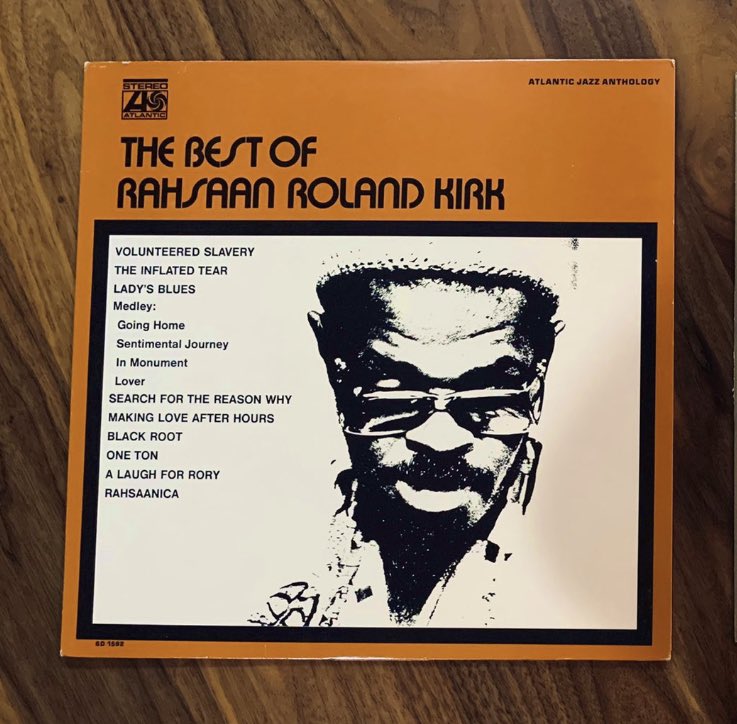 STEREO
ATLANTIC
ATLANTIC JAZZ ANTHOLOGY
THE BEST OF
RAHSAAN ROLAND KIRK
VOLUNTEERED SLAVERY
THE INFLATED TEAR
LADY'S BLUES
Medley:
Going Home
Sentimental Journey
In Monument
Lover
SEARCH FOR THE REASON WHY
MAKING LOVE AFTER HOURS
BLACK ROOT
ONE TON
A LAUGH FOR RORY
RAHSAANICA
SD 1592